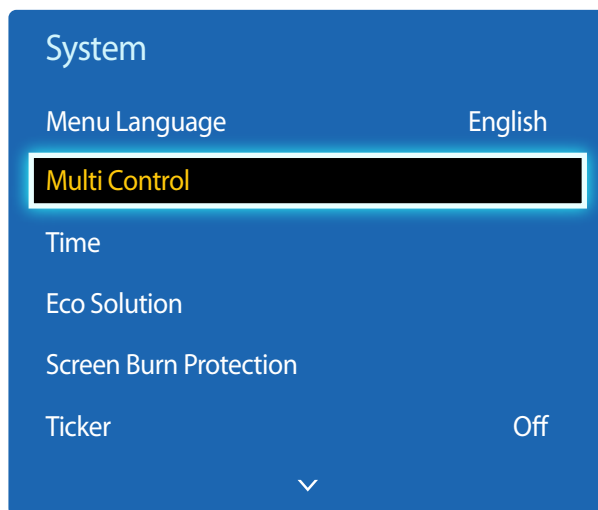 System
Menu Language English
Multi Control
Time
Eco Solution
Screen Burn Protection
Ticker Off